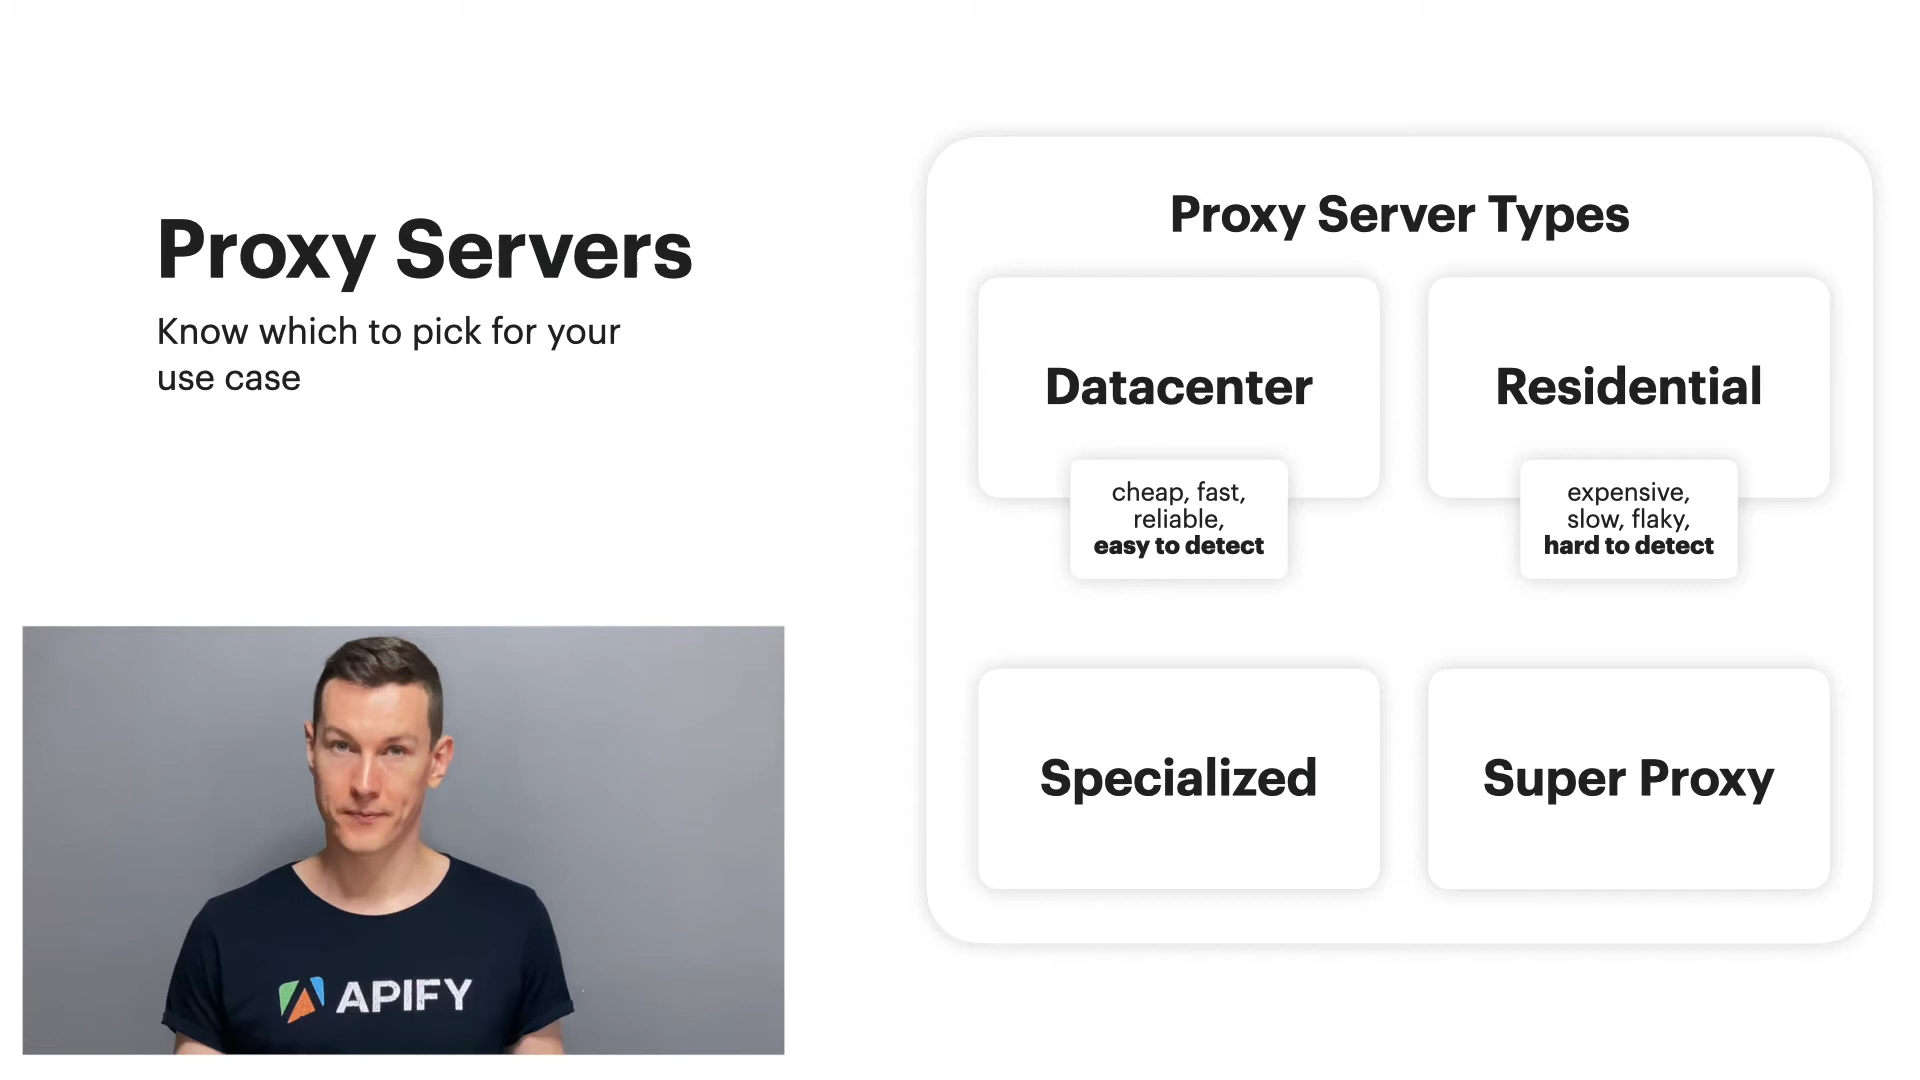 Proxy Servers
Know which to pick for your
use case
Proxy Server Types
Datacenter
cheap, fast,
reliable,
easy to detect
Residential
expensive,
slow, flaky,
hard to detect
Specialized
Super Proxy
APIFY